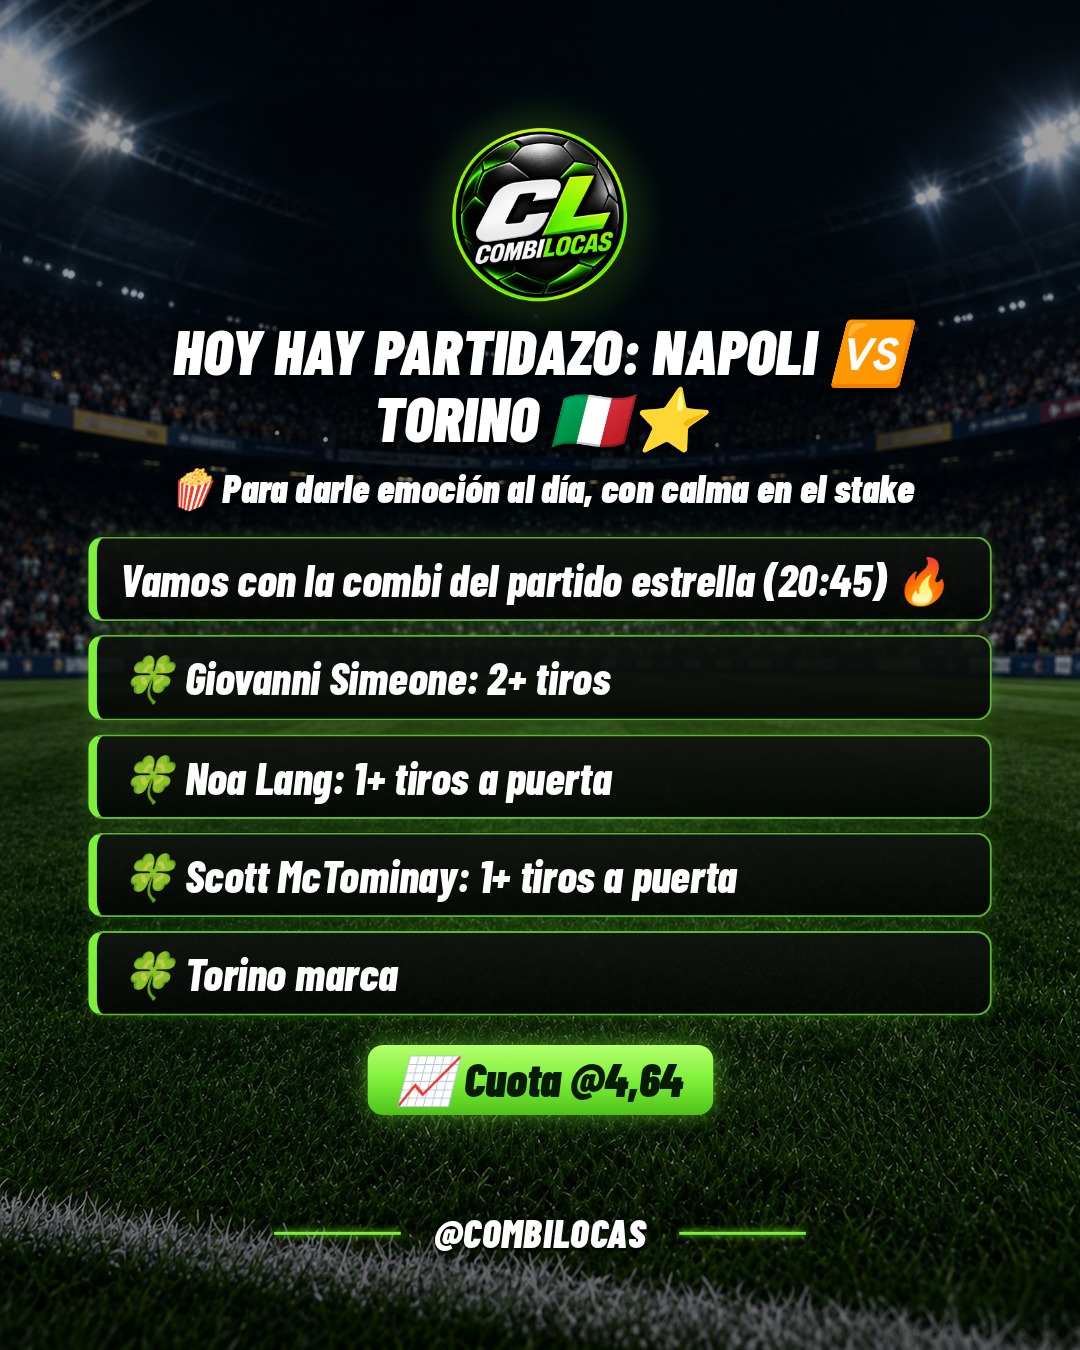 CL
COMBILOCAS
HOY HAY PARTIDAZO: NAPOLI 🆚
TORINO 🇮🇹⭐
🍿 Para darle emoción al día, con calma en el stake
Vamos con la combi del partido estrella (20:45) 🔥
🍀 Giovanni Simeone: 2+ tiros
🍀 Noa Lang: 1+ tiros a puerta
🍀 Scott McTominay: 1+ tiros a puerta
🍀 Torino marca
📈 Cuota @4,64
@COMBILOCAS